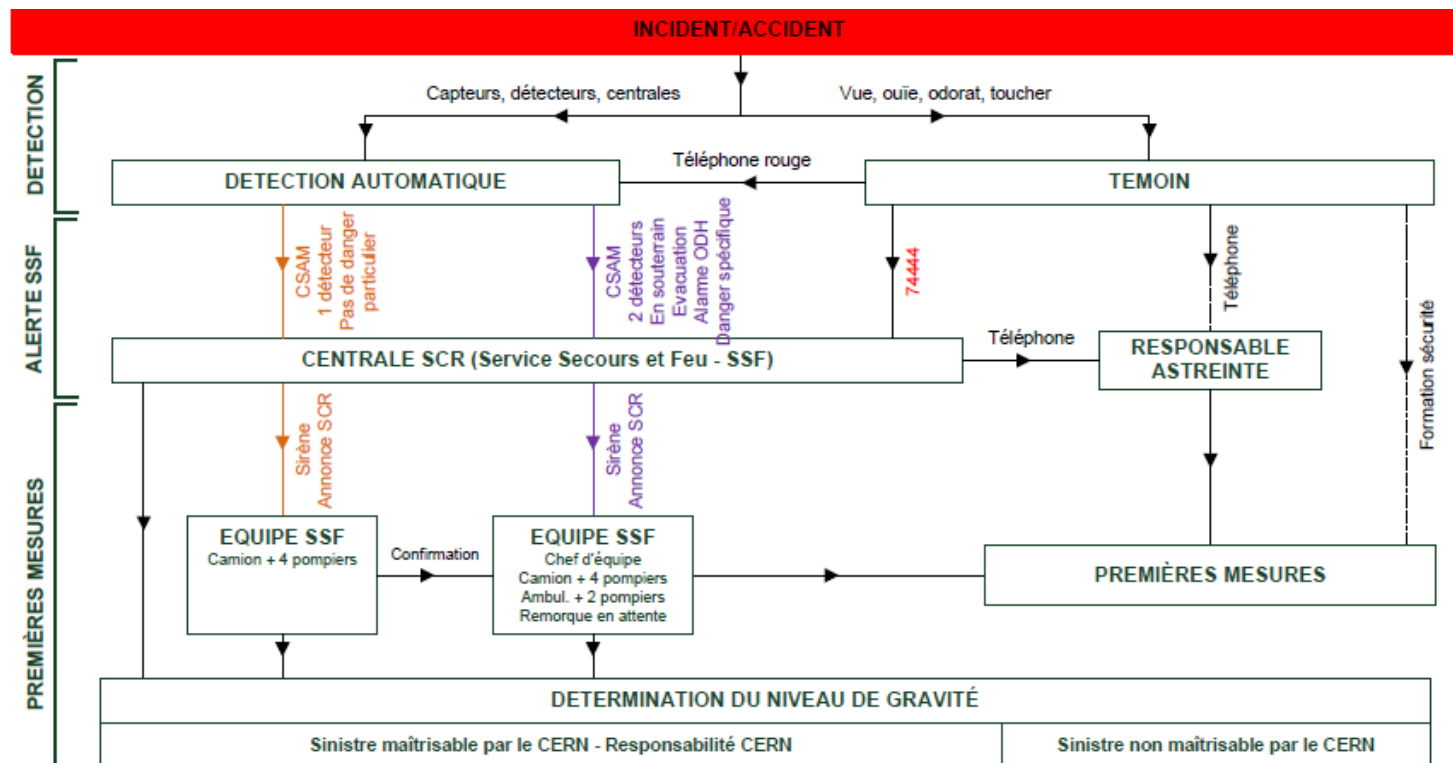 INCIDENT/ACCIDENT
DETECTION
Capteurs, détecteurs, centrales
Vue, ouïe, odorat, toucher
DETECTION AUTOMATIQUE
Téléphone rouge
TEMOIN
ALERTE SSF
CSAM
1 détecteur
Pas de danger
particulier
CSAM
2 détecteurs
En souterrain
Evacuation
Alarme ODH
Danger spécifique
74444
Téléphone
Formation sécurité
CENTRALE SCR (Service Secours et Feu - SSF)
Téléphone
RESPONSABLE
ASTREINTE
PREMIÈRES MESURES
Sirène
Annonce SCR
Sirène
Annonce SCR
EQUIPE SSF
Camion + 4 pompiers
Confirmation
EQUIPE SSF
Chef d'équipe
Camion + 4 pompiers
Ambul. + 2 pompiers
Remorque en attente
PREMIÈRES MESURES
DETERMINATION DU NIVEAU DE GRAVITÉ
Sinistre maîtrisable par le CERN - Responsabilité CERN
Sinistre non maîtrisable par le CERN